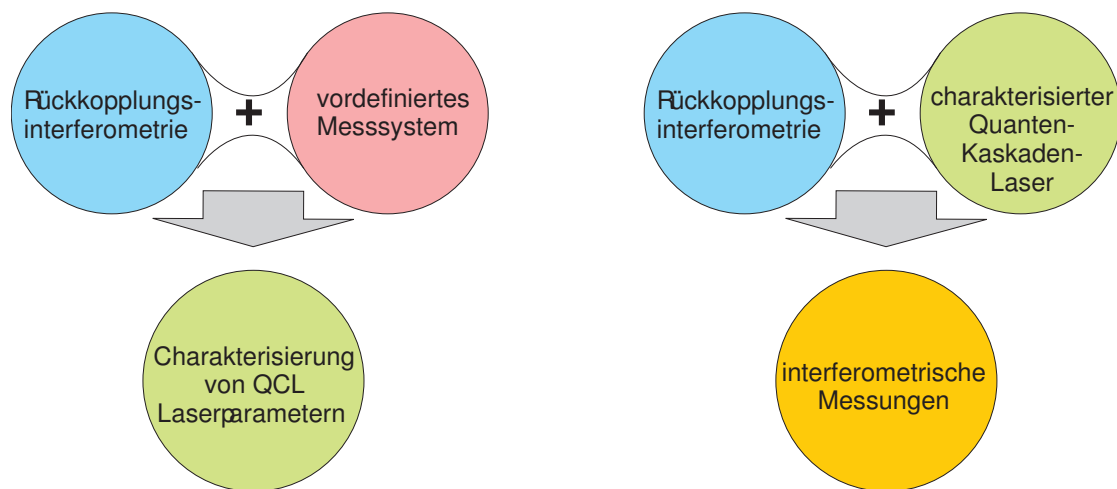 Rückkopplungs-
interferometrie
+
vordefiniertes
Messsystem
Charakterisierung
von QCL
Laserparametern
Rückkopplungs-
interferometrie
+
charakterisierter
Quanten-
Kaskaden-
Laser
interferometrische
Messungen